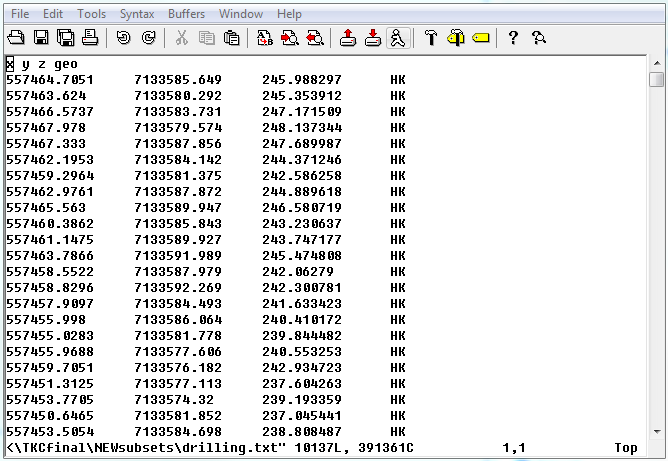 File Edit Tools Syntax Buffers Window Help
x y z geo
557464.7051 7133585.649 245.988297 HK
557463.624 7133580.292 245.353912 HK
557466.5737 7133583.731 247.171509 HK
557467.978 7133579.574 248.137344 HK
557467.333 7133587.856 247.689987 HK
557462.1953 7133584.142 244.371246 HK
557459.2964 7133581.375 242.586258 HK
557462.9761 7133587.872 244.889618 HK
557465.563 7133589.947 246.580719 HK
557460.3862 7133585.843 243.230637 HK
557461.1475 7133589.927 243.747177 HK
557463.7866 7133591.989 245.474808 HK
557458.5522 7133587.979 242.06279 HK
557458.8296 7133592.269 242.300781 HK
557457.9097 7133584.493 241.633423 HK
557455.998 7133586.064 240.410172 HK
557455.0283 7133581.778 239.844482 HK
557455.9688 7133577.606 240.553253 HK
557459.7051 7133576.182 242.934723 HK
557451.3125 7133577.113 237.604263 HK
557453.7705 7133574.32 239.193359 HK
557450.6465 7133581.852 237.045441 HK
557453.5054 7133584.698 238.808487 HK
<\TKCfinal\NEWsubsets\drilling.txt" 10137L, 391361C 1,1 Top